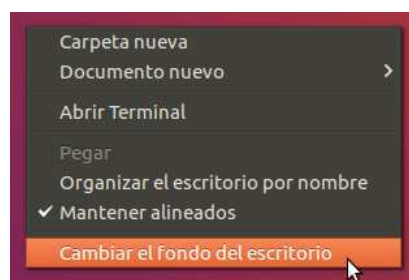 Carpeta nueva
Documento nuevo
Abrir Terminal
Pegar
Organizar el escritorio por nombre
Mantener alineados
Cambiar el fondo del escritorio